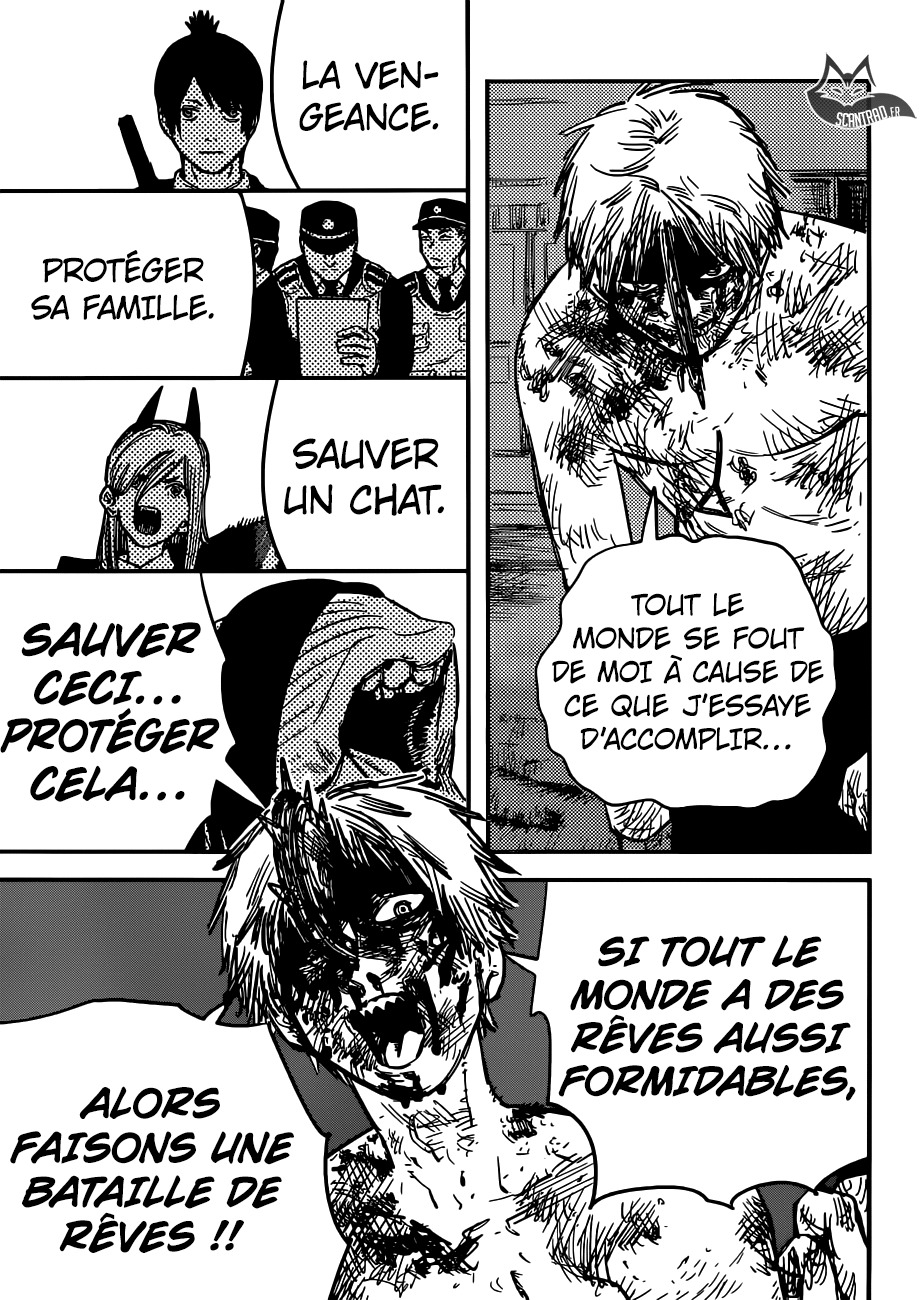 SCANTRAD.FR
TOUT LE
MONDE SE FOUT
DE MOI À CAUSE DE
CE QUE J'ESSAYE
D'ACCOMPLIR...
LA VEN-
GEANCE.
PROTÉGER
SA FAMILLE.
SAUVER
UN CHAT.
SAUVER
CECI...
PROTÉGER
CELA...
SI TOUT LE
MONDE A DES
RÊVES AUSSI
FORMIDABLES,
ALORS
FAISONS UNE
BATAILLE DE
RÊVES !!